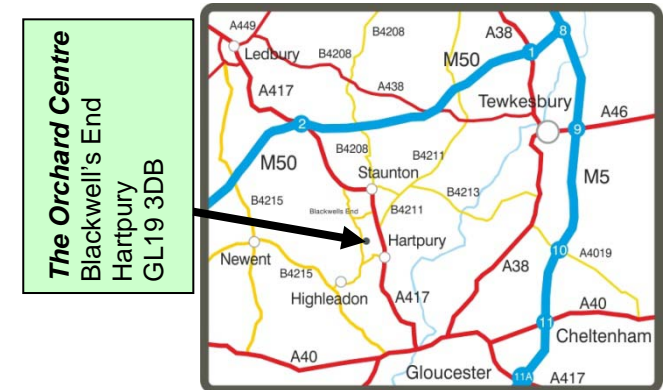 The Orchard Centre
Blackwell's End
Hartpury
GL19 3DB
A449
B4208
A38
8
Ledbury
B4208
M50
1
A417
A438
Tewkesbury
A46
2
9
B4208
B4211
M50
Staunton
M5
B4215
B4213
Blackwells End
B4211
Hartpury
10
A4019
Newent
A38
B4215
Highleadon
A417
A40
11
Cheltenham
A40
Gloucester
11A
A417